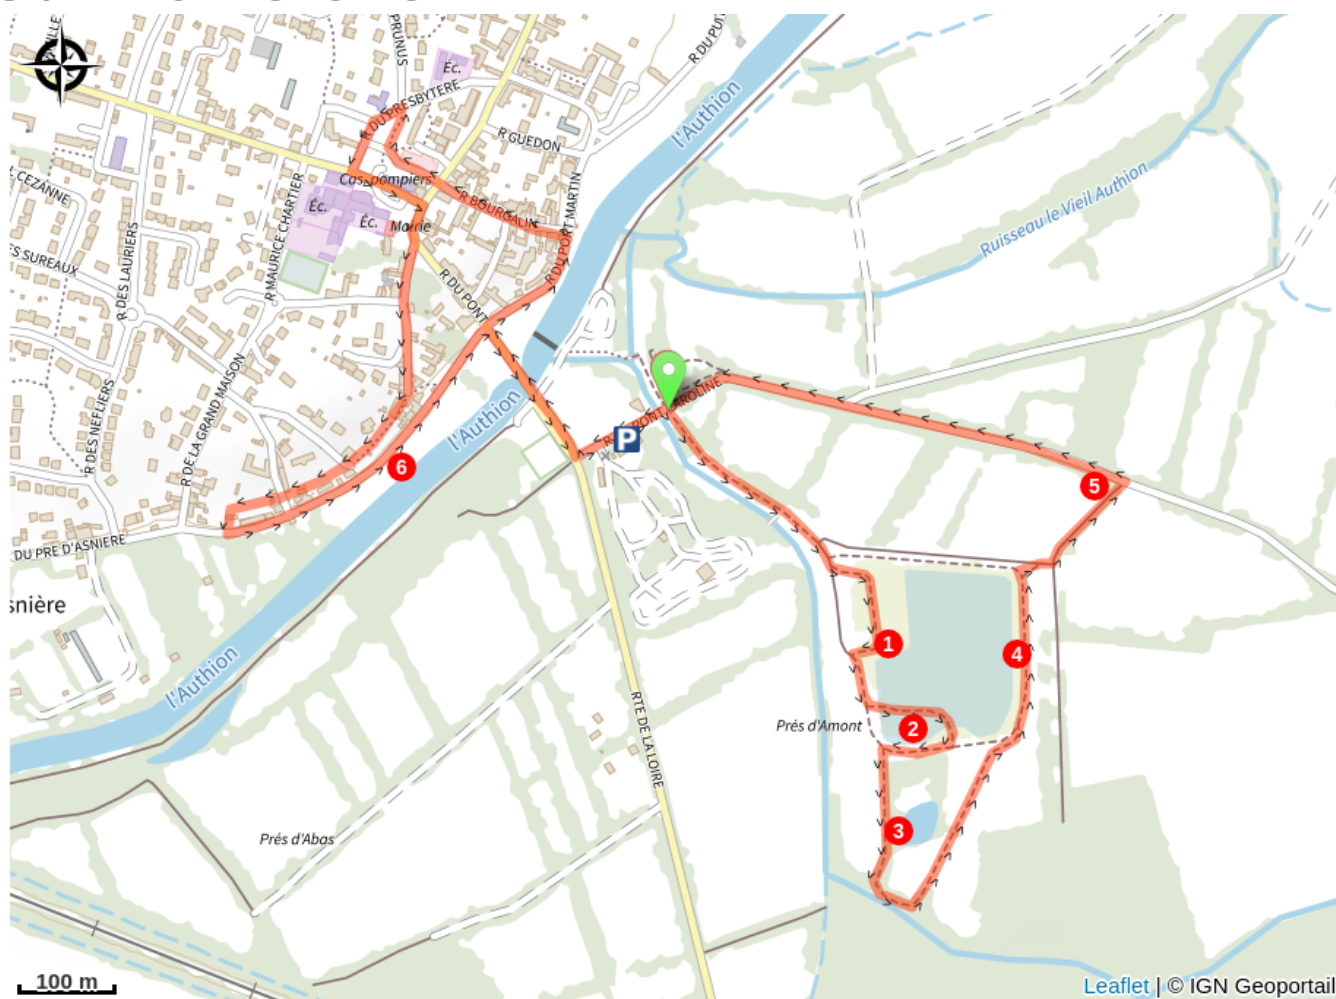 PRUNUS
R DU PUIT
Éc.
R DU PRESBYTERE
l'Authion
R GUEDON
CEZANNE
Cas. pompiers
Éc.
Éc.
Mairie
R BOURGALIN
R DU PORT MARTIN
R MAURICE CHARTIER
Ruisseau le Vieil Authion
ES SUREAUX
R DES LAURIERS
R DU PONT
R DE LA GRAND MAISON
R DES NEFLIERS
l'Authion
P
5
6
DU PRE D'ASNIERE
snière
1
4
l'Authion
RTE DE LA LOIRE
Prés d'Amont
2
3
Prés d'Abas
100 m
Leaflet | © IGN Geoportail